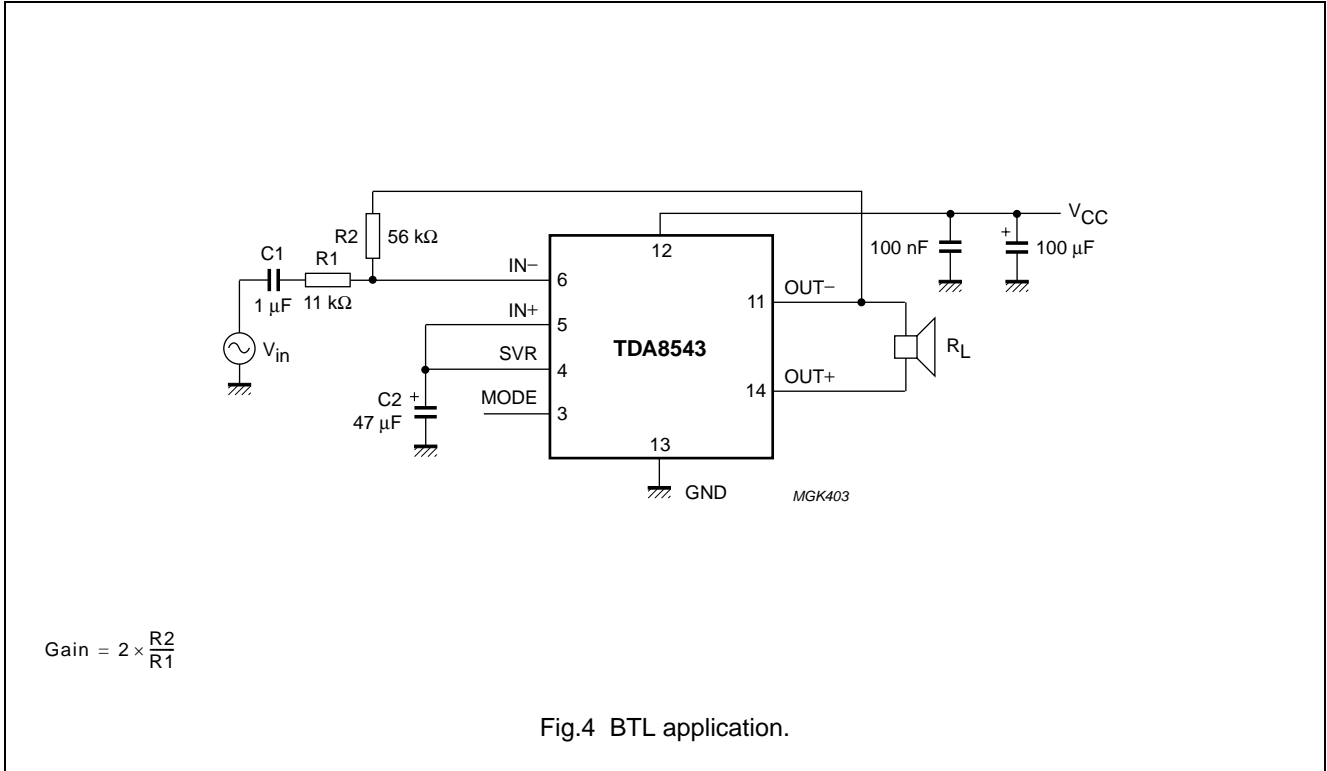 V_CC
12
100 nF
+
100 μF
R2
56 kΩ
C1
R1
1 μF
11 kΩ
IN−
6
IN+
5
SVR
4
MODE
3
V_in
C2
+
47 μF
TDA8543
11
OUT−
14
OUT+
R_L
13
GND
MGK403
Gain = 2 × R2/R1
Fig.4 BTL application.